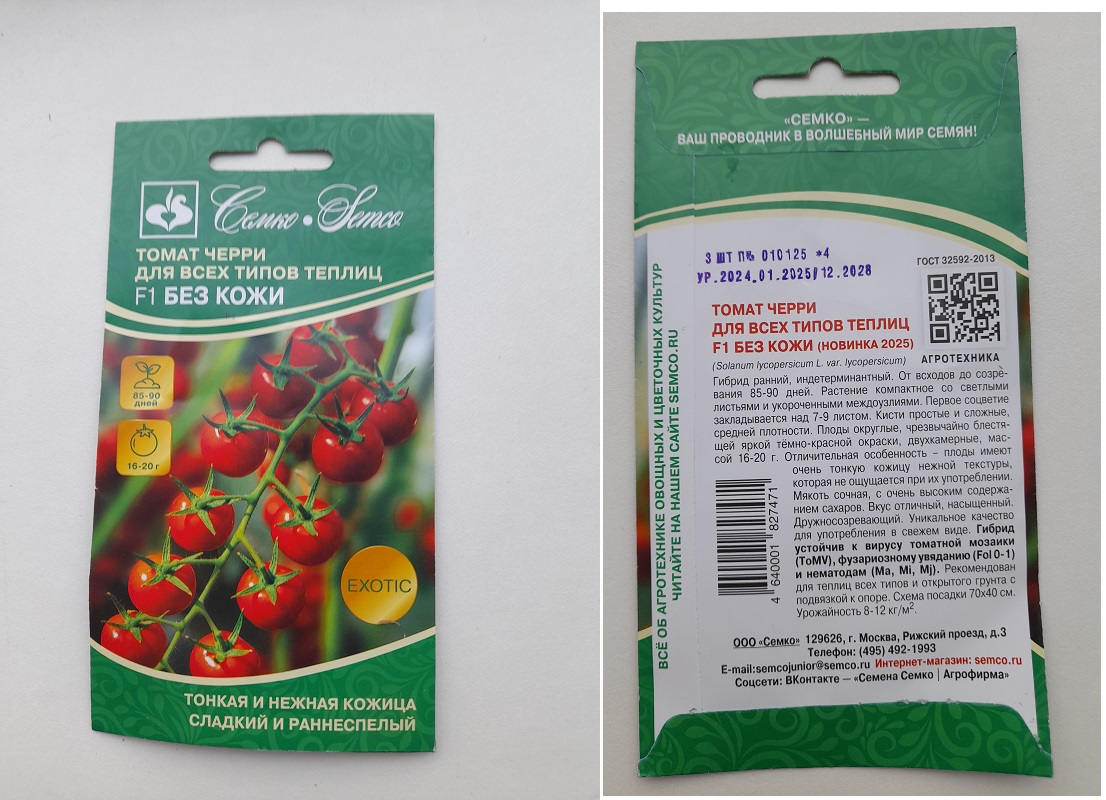 Семко • Semco
ТОМАТ ЧЕРРИ
ДЛЯ ВСЕХ ТИПОВ ТЕПЛИЦ
F1 БЕЗ КОЖИ
85-90
дней
16-20 г
EXOTIC
ТОНКАЯ И НЕЖНАЯ КОЖИЦА
СЛАДКИЙ И РАННЕСПЕЛЫЙ
«СЕМКО» —
ВАШ ПРОВОДНИК В ВОЛШЕБНЫЙ МИР СЕМЯН!
3 ШТ П№ 010125 *4
УР.2024.01.2025/12.2028
ГОСТ 32592-2013
АГРОТЕХНИКА
ТОМАТ ЧЕРРИ
ДЛЯ ВСЕХ ТИПОВ ТЕПЛИЦ
F1 БЕЗ КОЖИ (НОВИНКА 2025)
(Solanum lycopersicum L. var. lycopersicum)
Гибрид ранний, индетерминантный. От всходов до созре-
вания 85-90 дней. Растение компактное со светлыми
листьями и укороченными междоузлиями. Первое соцветие
закладывается над 7-9 листом. Кисти простые и сложные,
средней плотности. Плоды округлые, чрезвычайно блестя-
щей яркой тёмно-красной окраски, двухкамерные, мас-
сой 16-20 г. Отличительная особенность – плоды имеют
очень тонкую кожицу нежной текстуры,
которая не ощущается при их употреблении.
Мякоть сочная, с очень высоким содержа-
нием сахаров. Вкус отличный, насыщенный.
Дружносозревающий. Уникальное качество
для употребления в свежем виде. Гибрид
устойчив к вирусу томатной мозаики
(ToMV), фузариозному увяданию (Fol 0-1)
и нематодам (Ma, Mi, Mj). Рекомендован
для теплиц всех типов и открытого грунта с
подвязкой к опоре. Схема посадки 70х40 см.
Урожайность 8-12 кг/м².
4 640001 827471
ВСЁ ОБ АГРОТЕХНИКЕ ОВОЩНЫХ И ЦВЕТОЧНЫХ КУЛЬТУР
ЧИТАЙТЕ НА НАШЕМ САЙТЕ SEMCO.RU
ООО «Семко» 129626, г. Москва, Рижский проезд, д.3
Телефон: (495) 492-1993
E-mail:semcojunior@semco.ru Интернет-магазин: semco.ru
Соцсети: ВКонтакте — «Семена Семко | Агрофирма»